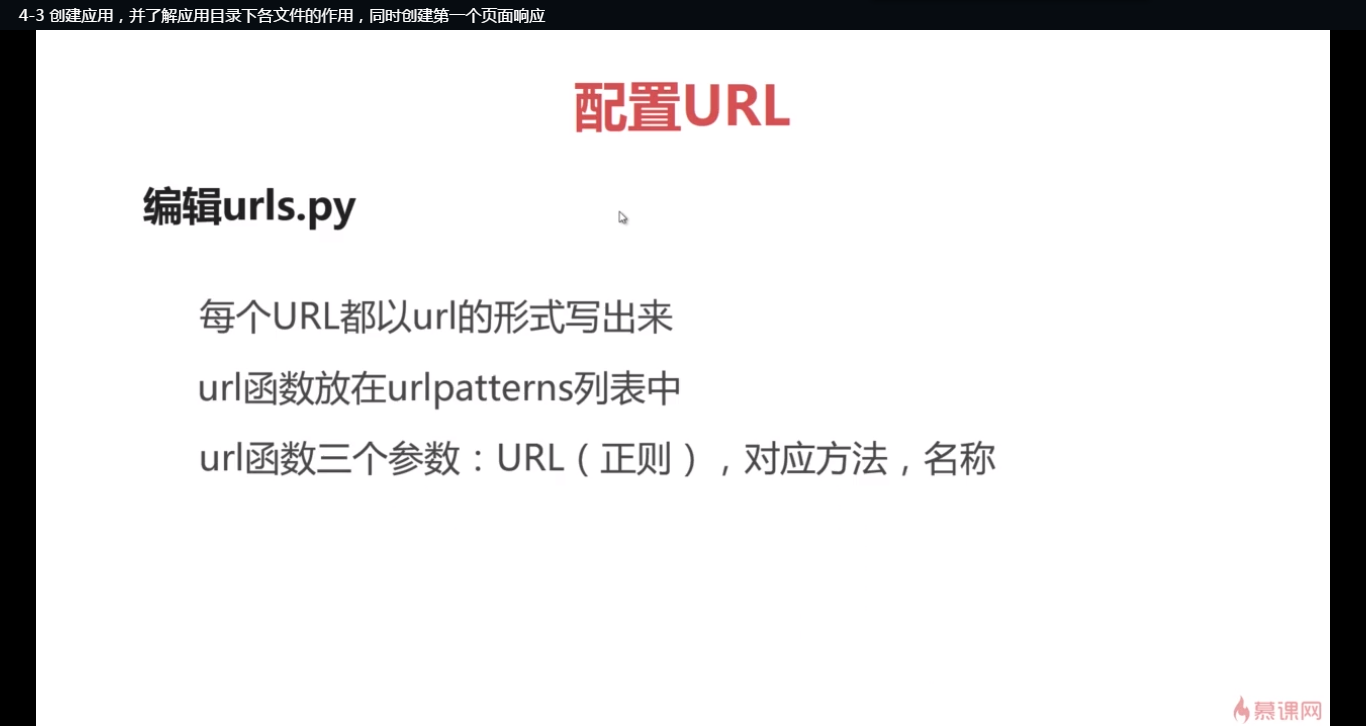 4-3 创建应用，并了解应用目录下各文件的作用，同时创建第一个页面响应
配置URL
编辑urls.py
每个URL都以url的形式写出来
url函数放在urlpatterns列表中
url函数三个参数：URL（正则），对应方法，名称
慕课网